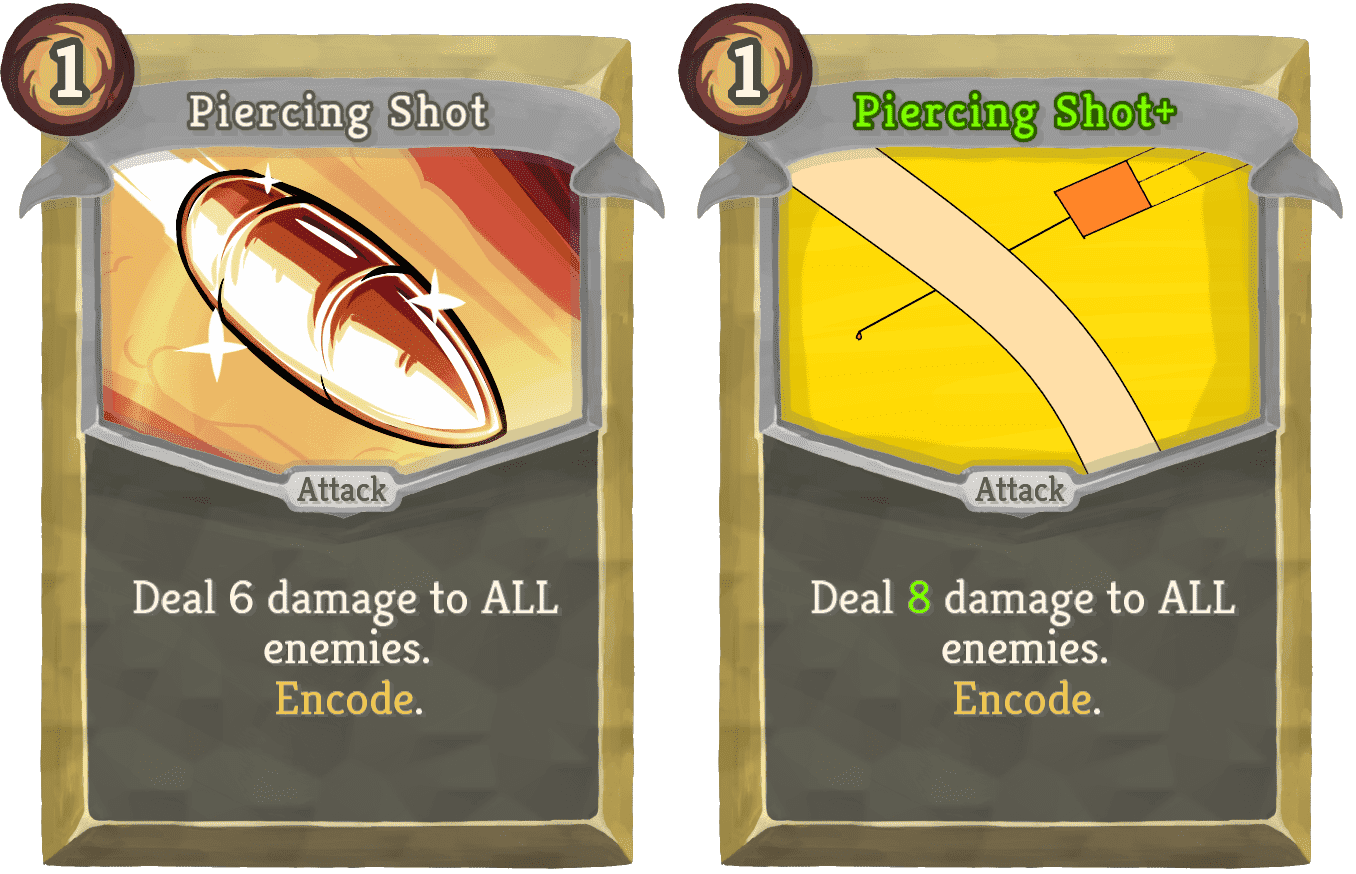 1
Piercing Shot
Attack
Deal 6 damage to ALL
enemies.
Encode.
1
Piercing Shot+
Attack
Deal 8 damage to ALL
enemies.
Encode.